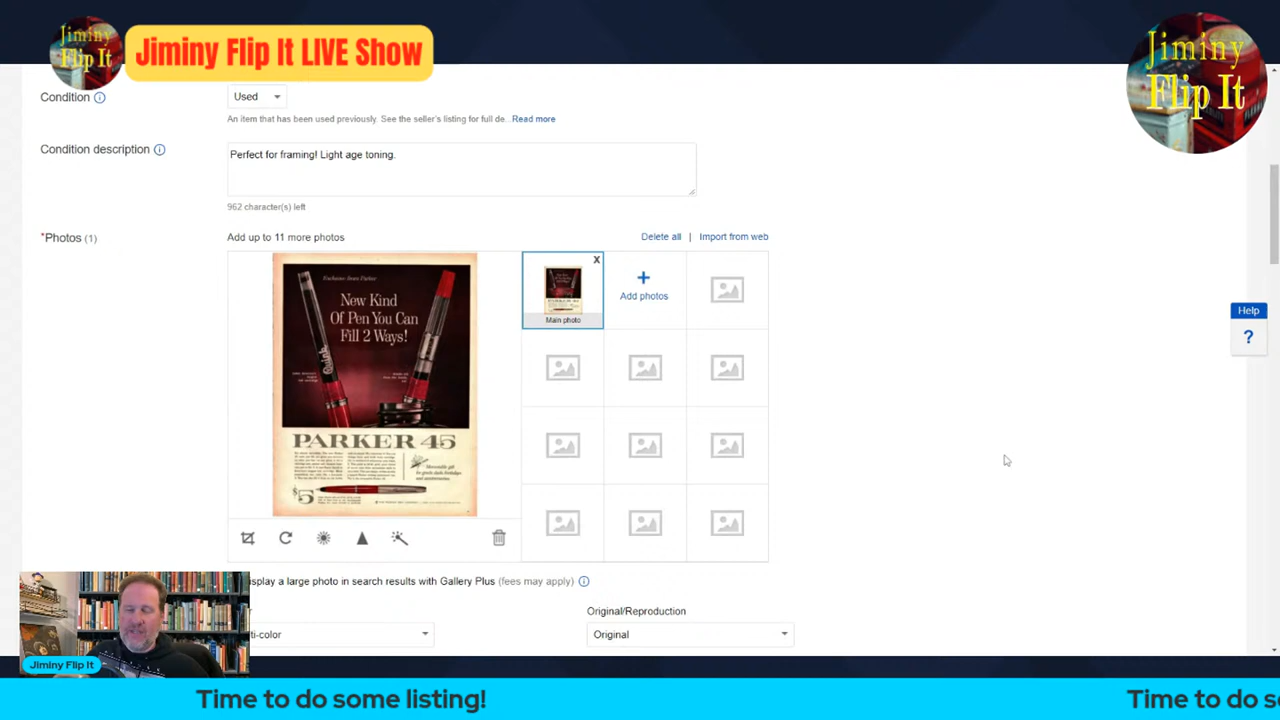 Jiminy
Flip It
Jiminy Flip It LIVE Show
Jiminy
Flip It
Condition
Used
An item that has been used previously. See the seller's listing for full de... Read more
Condition description
Perfect for framing! Light age toning.
962 character(s) left
*Photos (1)
Add up to 11 more photos
Delete all | Import from web
X
Main photo
+
Add photos
Help
?
New Kind
Of Pen You Can
Fill 2 Ways!
Quink
PARKER 45
$5
isplay a large photo in search results with Gallery Plus (fees may apply)
Original/Reproduction
ti-color
Original
Jiminy Flip It
Time to do some listing!
Time to do s